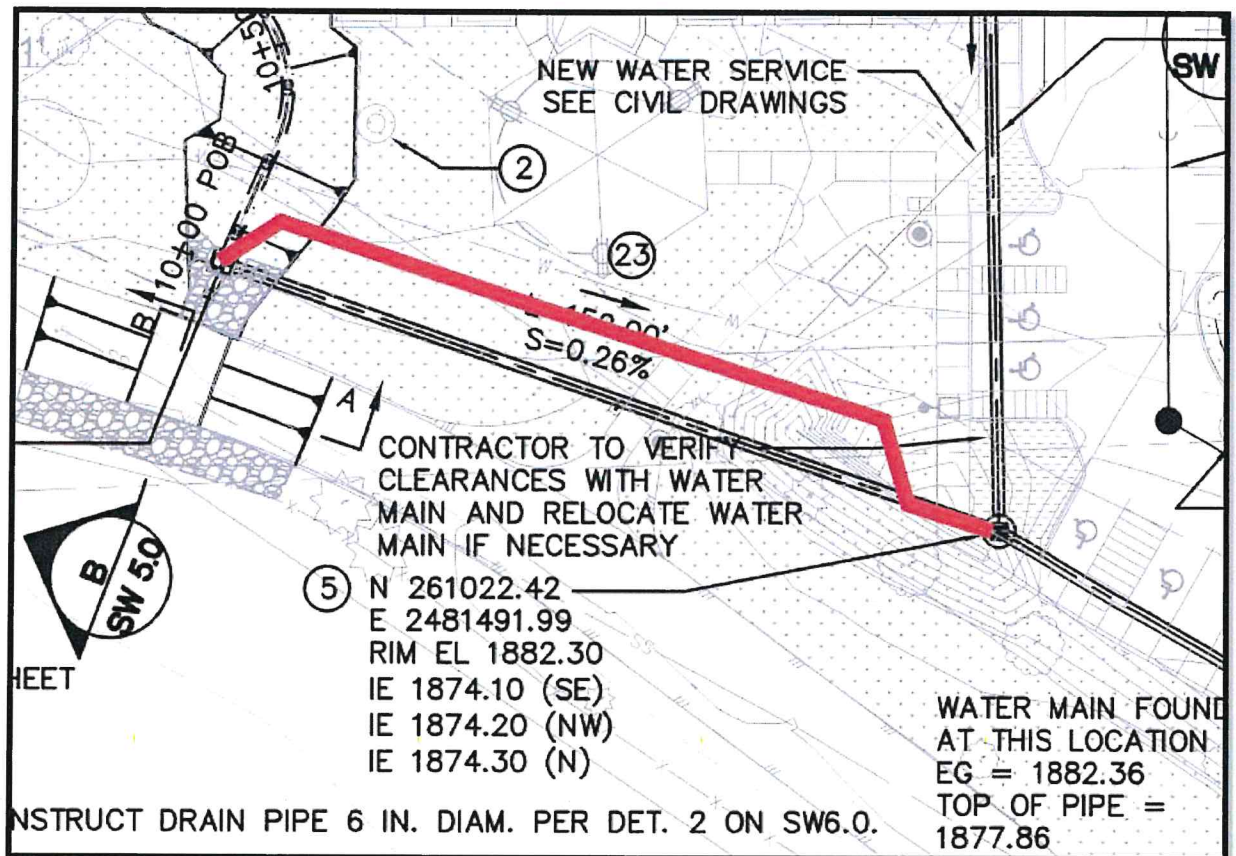 10+50
NEW WATER SERVICE
SEE CIVIL DRAWINGS
SW
2
10+00 POB
23
B
S=0.26%
A
CONTRACTOR TO VERIFY
CLEARANCES WITH WATER
MAIN AND RELOCATE WATER
MAIN IF NECESSARY
B
SW 5.0
5 N 261022.42
E 2481491.99
RIM EL 1882.30
IE 1874.10 (SE)
IE 1874.20 (NW)
IE 1874.30 (N)
HEET
WATER MAIN FOUND
AT THIS LOCATION
EG = 1882.36
TOP OF PIPE =
1877.86
NSTRUCT DRAIN PIPE 6 IN. DIAM. PER DET. 2 ON SW6.0.